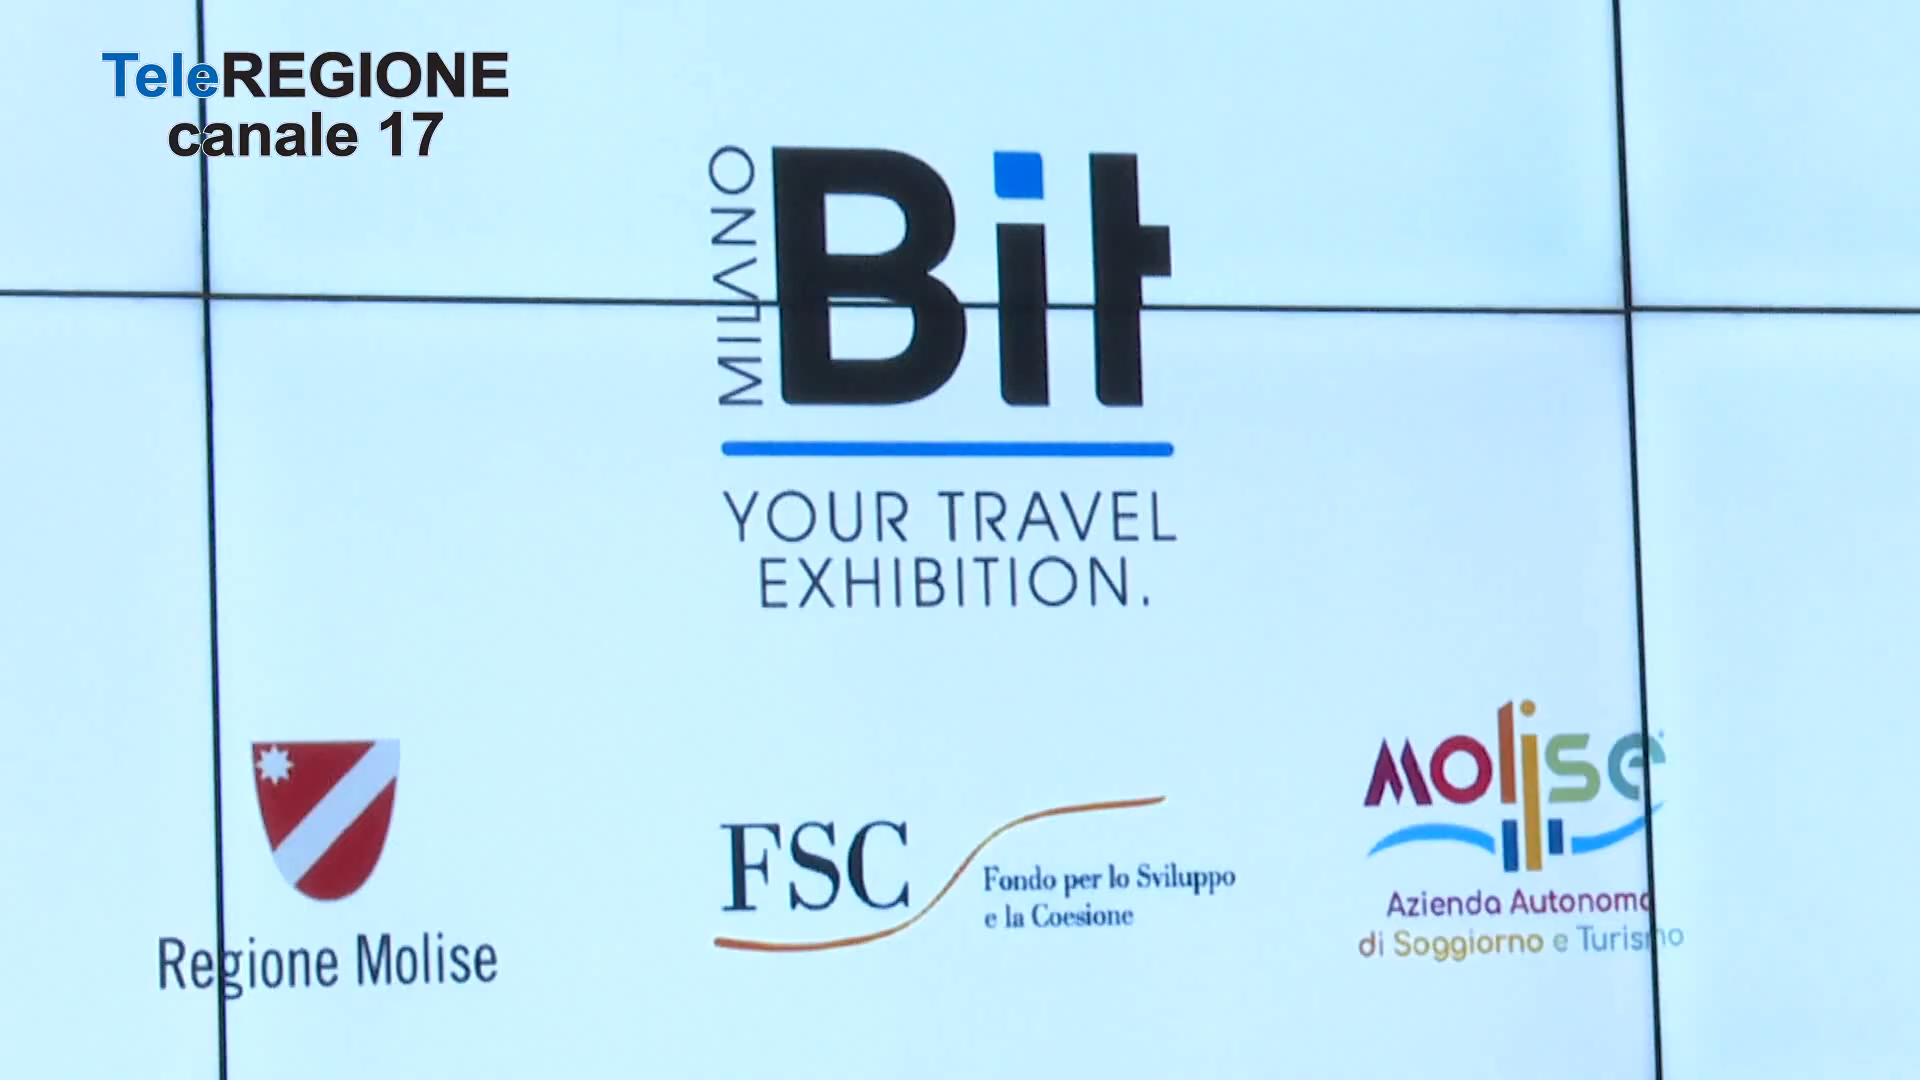 TeleREGIONE
canale 17
MILANO
Bit
YOUR TRAVEL
EXHIBITION.
Regione Molise
FSC
Fondo per lo Sviluppo
e la Coesione
Molise
Azienda Autonoma
di Soggiorno e Turismo